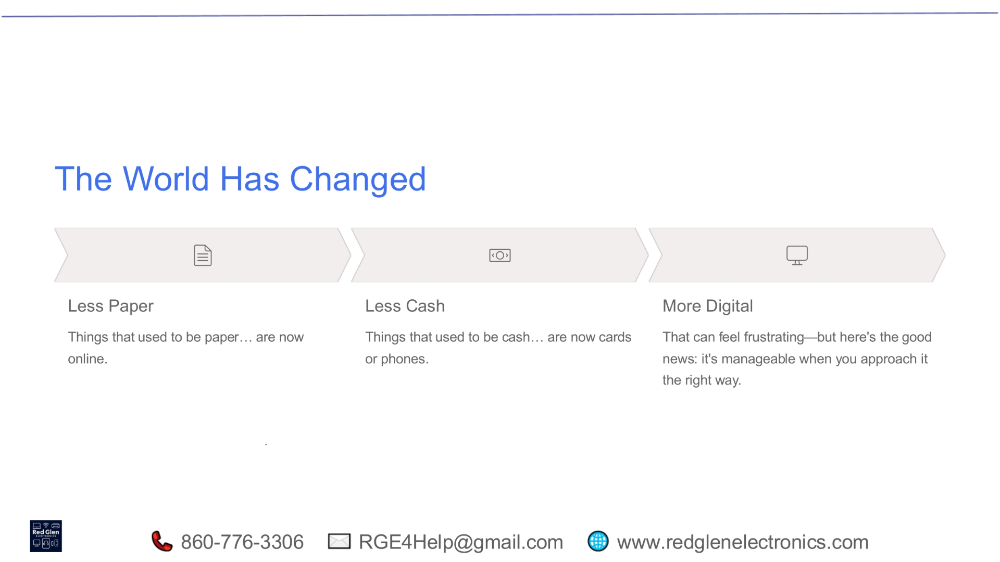 The World Has Changed
Less Paper
Things that used to be paper… are now
online.
Less Cash
Things that used to be cash… are now cards
or phones.
More Digital
That can feel frustrating—but here's the good
news: it's manageable when you approach it
the right way.
.
Red Glen
ELECTRONICS
860-776-3306
RGE4Help@gmail.com
www.redglenelectronics.com